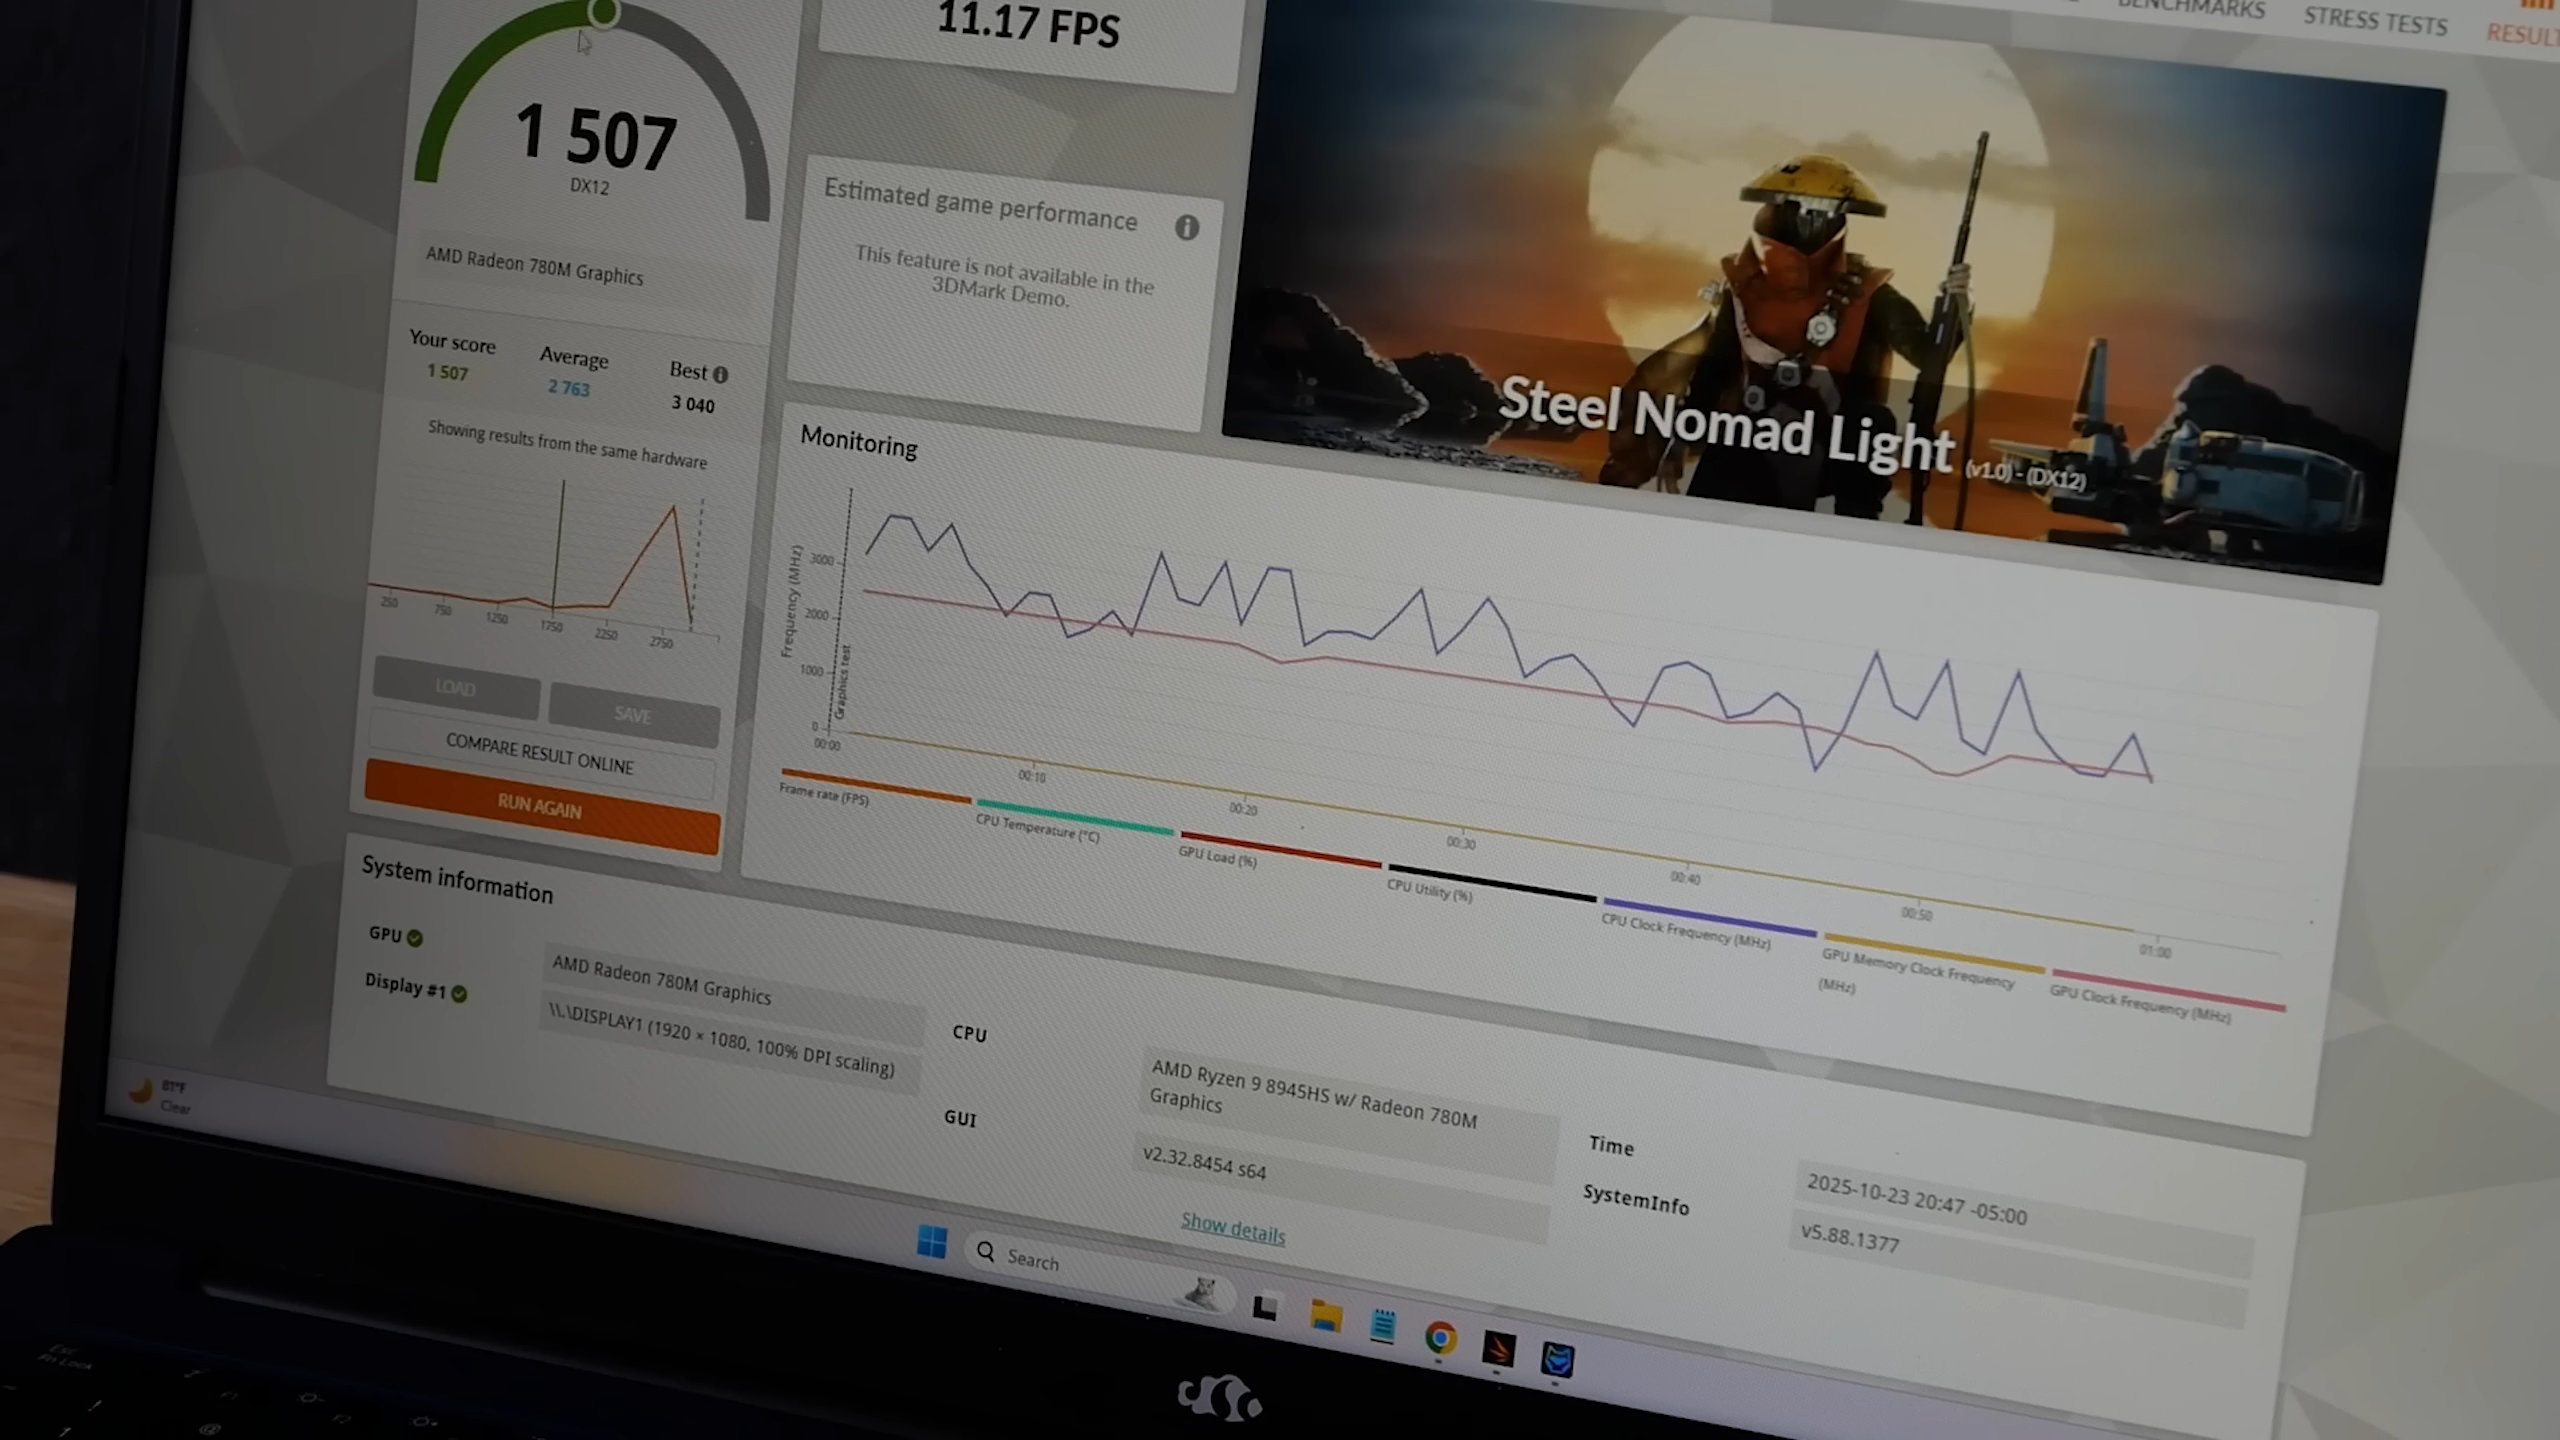 11.17 FPS
BENCHMARKS
STRESS TESTS
1 507
DX12
AMD Radeon 780M Graphics
Your score
Average
Best
1 507
2 763
3 040
Showing results from the same hardware
250
750
1250
1750
2250
2750
LOAD
SAVE
COMPARE RESULT ONLINE
RUN AGAIN
Estimated game performance
This feature is not available in the
3DMark Demo.
Steel Nomad Light (v1.0) - (DX12)
Monitoring
Frequency (MHz)
3000
2000
1000
0
Graphics test
00:00
00:10
00:20
00:30
00:40
00:50
01:00
Frame rate (FPS)
CPU Temperature (°C)
GPU Load (%)
CPU Utility (%)
CPU Clock Frequency (MHz)
GPU Memory Clock Frequency
(MHz)
GPU Clock Frequency (MHz)
System information
GPU
AMD Radeon 780M Graphics
Display #1
\\.\DISPLAY1 (1920 × 1080, 100% DPI scaling)
CPU
AMD Ryzen 9 8945HS w/ Radeon 780M
Graphics
GUI
v2.32.8454 s64
Time
2025-10-23 20:47 -05:00
SystemInfo
v5.88.1377
Show details
81°F
Clear
Search
Esc
Fn Lock